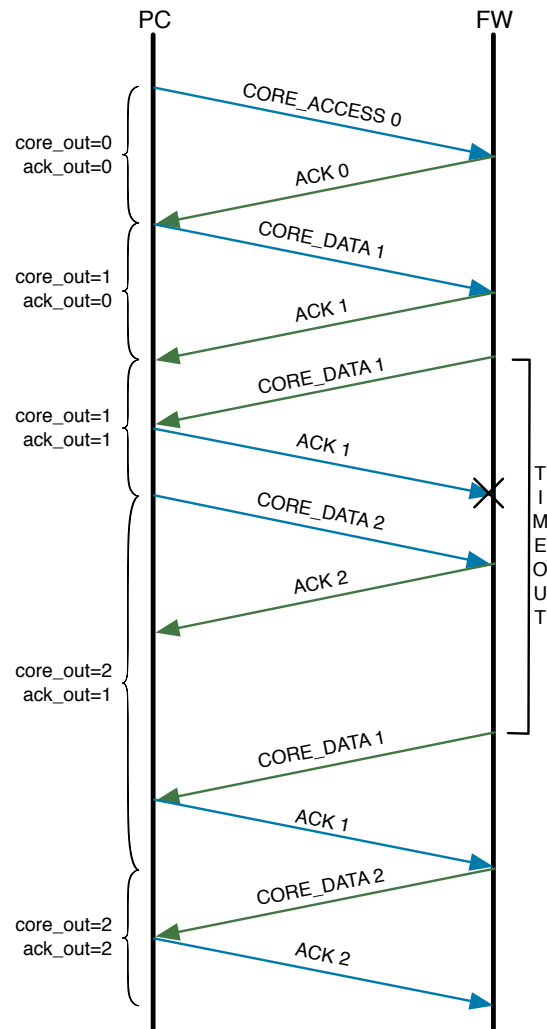 PC
FW
CORE_ACCESS 0
core_out=0
ack_out=0
ACK 0
CORE_DATA 1
core_out=1
ack_out=0
ACK 1
CORE_DATA 1
core_out=1
ack_out=1
ACK 1
T
I
M
E
O
U
T
CORE_DATA 2
ACK 2
core_out=2
ack_out=1
CORE_DATA 1
ACK 1
CORE_DATA 2
core_out=2
ack_out=2
ACK 2